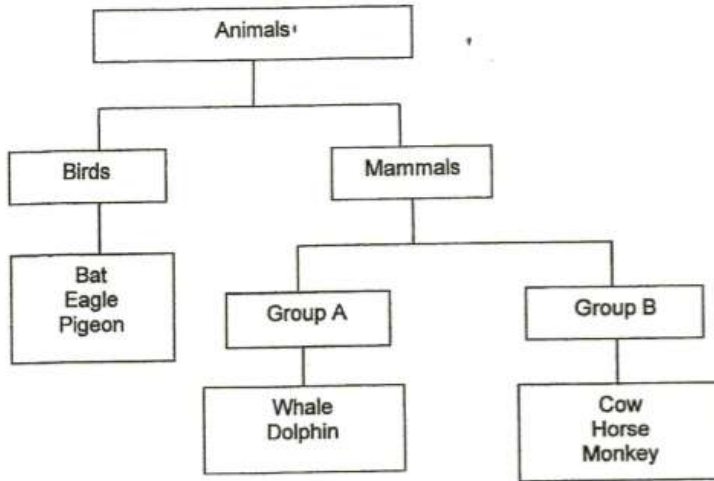 Animals
Birds
Mammals
Bat
Eagle
Pigeon
Group A
Group B
Whale
Dolphin
Cow
Horse
Monkey